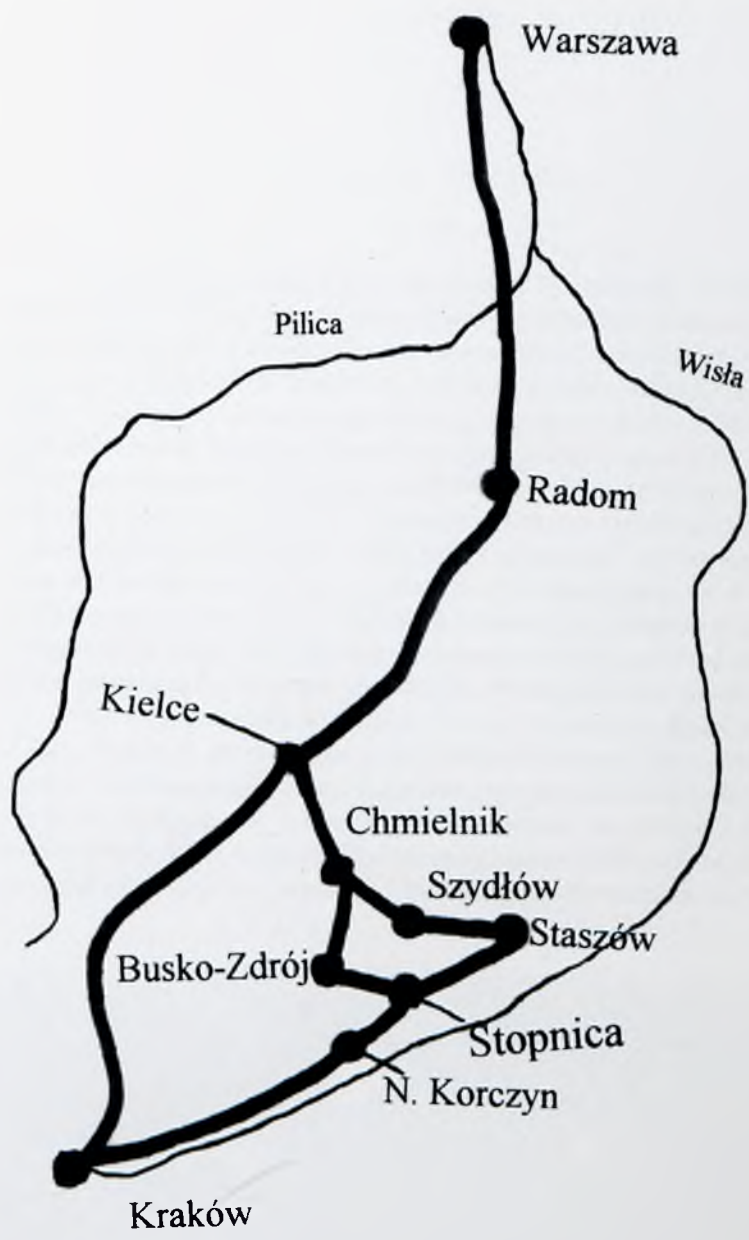 Warszawa
Pilica
Wisła
Radom
Kielce
Chmielnik
Szydłów
Staszów
Busko-Zdrój
Stopnica
N. Korczyn
Kraków